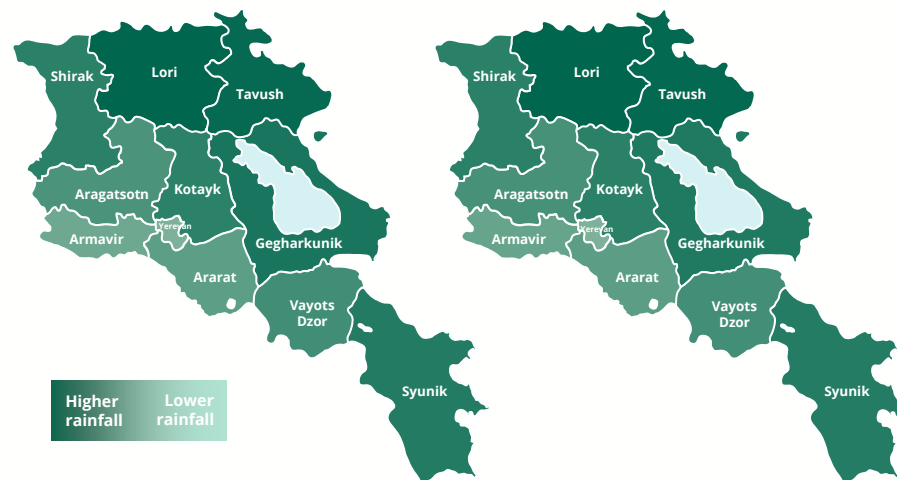 Shirak
Lori
Tavush
Aragatsotn
Kotayk
Armavir
Yerevan
Gegharkunik
Ararat
Vayots
Dzor
Syunik
Higher
rainfall
Lower
rainfall
Shirak
Lori
Tavush
Aragatsotn
Kotayk
Armavir
Yerevan
Gegharkunik
Ararat
Vayots
Dzor
Syunik